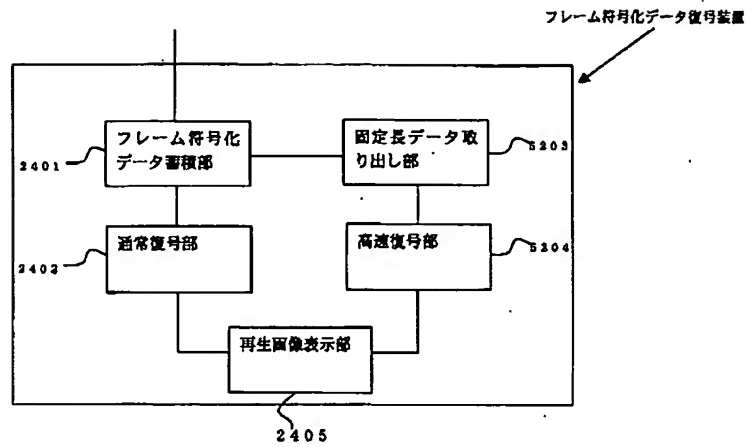 フレーム符号化データ復号装置
フレーム符号化
データ蓄積部
固定長データ取
り出し部
2401
5203
通常復号部
高速復号部
2402
5204
再生画像表示部
2405